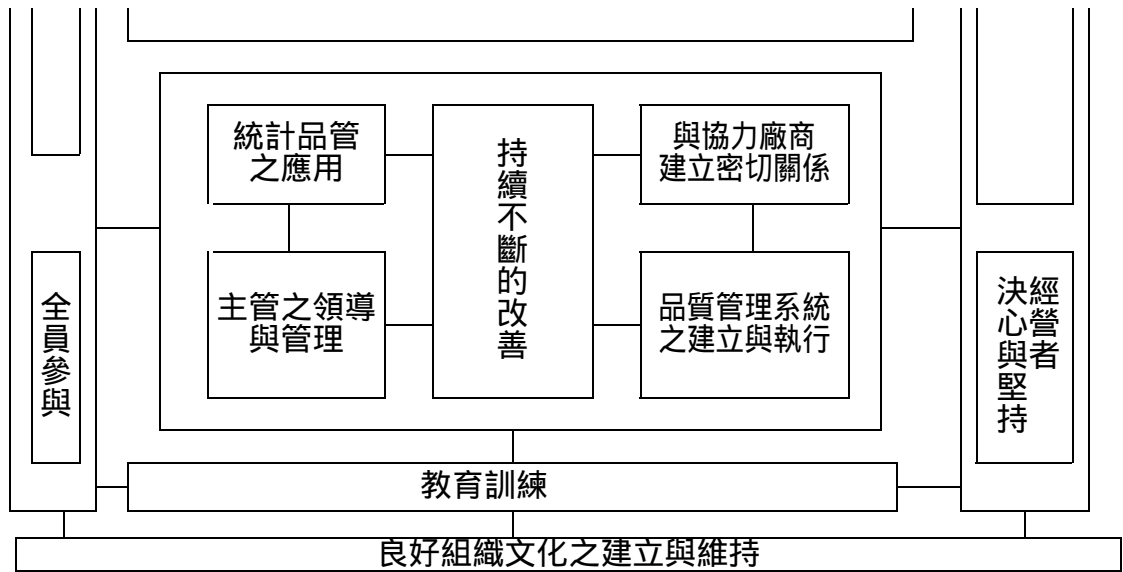 統計品管
之應用
持續不斷的改善
與協力廠商
建立密切關係
主管之領導
與管理
品質管理系統
之建立與執行
全員參與
經營者
決心與堅持
教育訓練
良好組織文化之建立與維持